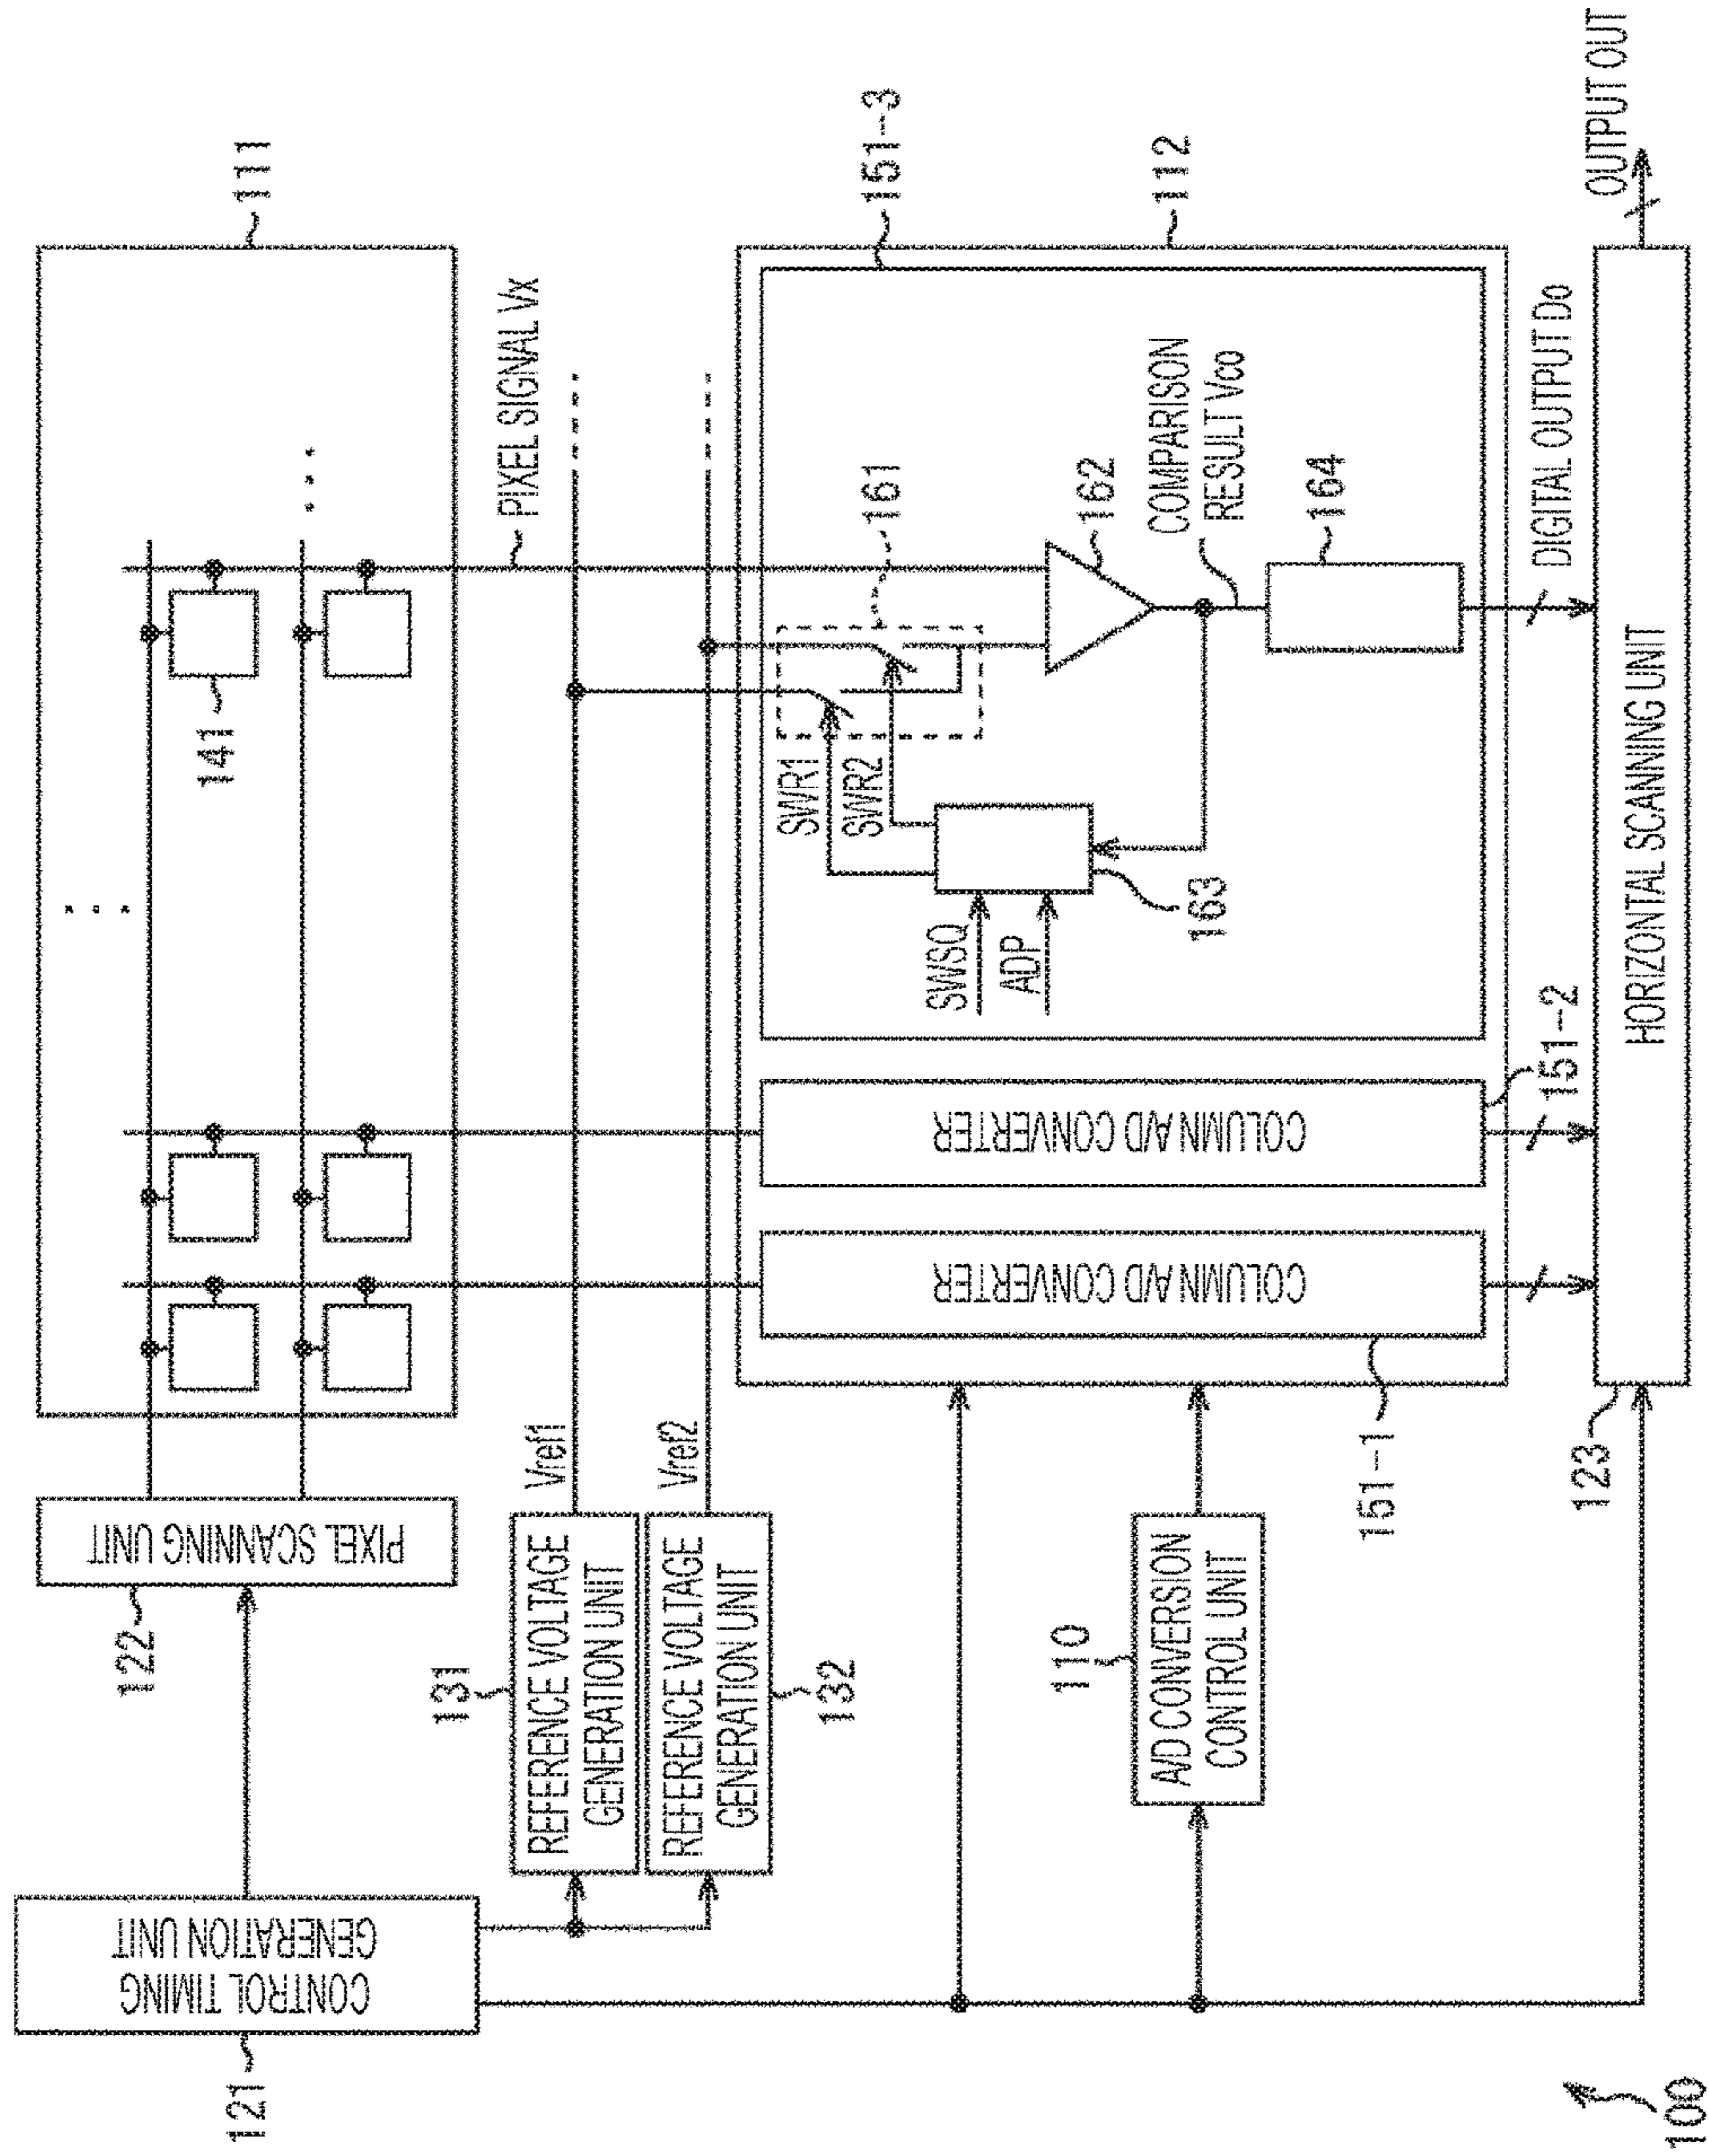 100
121
CONTROL TIMING
GENERATION UNIT
122
PIXEL SCANNING UNIT
111
141
131
REFERENCE VOLTAGE
GENERATION UNIT
Vref1
132
REFERENCE VOLTAGE
GENERATION UNIT
Vref2
PIXEL SIGNAL Vx
110
A/D CONVERSION
CONTROL UNIT
112
151-1
COLUMN A/D CONVERTER
151-2
COLUMN A/D CONVERTER
151-3
SWR1
SWR2
161
162
SWSQ
ADP
163
COMPARISON
RESULT Vco
164
DIGITAL OUTPUT Do
123
HORIZONTAL SCANNING UNIT
OUTPUT OUT